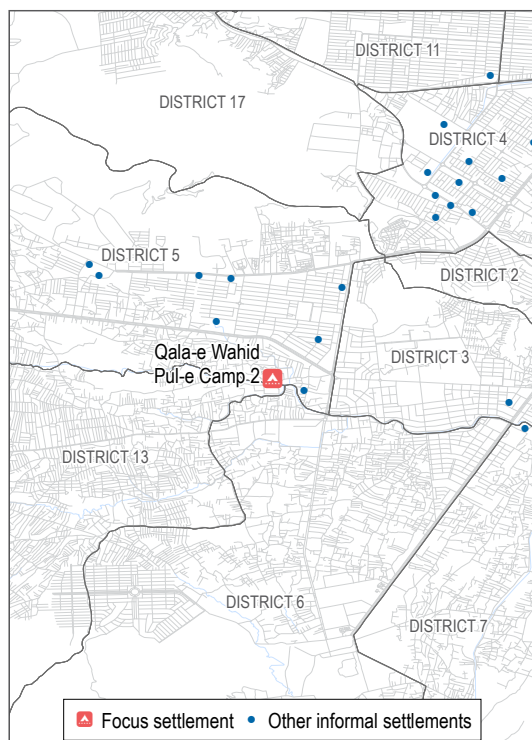 DISTRICT 11
DISTRICT 17
DISTRICT 4
DISTRICT 5
DISTRICT 2
Qala-e Wahid
Pul-e Camp 2
DISTRICT 3
DISTRICT 13
DISTRICT 6
DISTRICT 7
Focus settlement
Other informal settlements